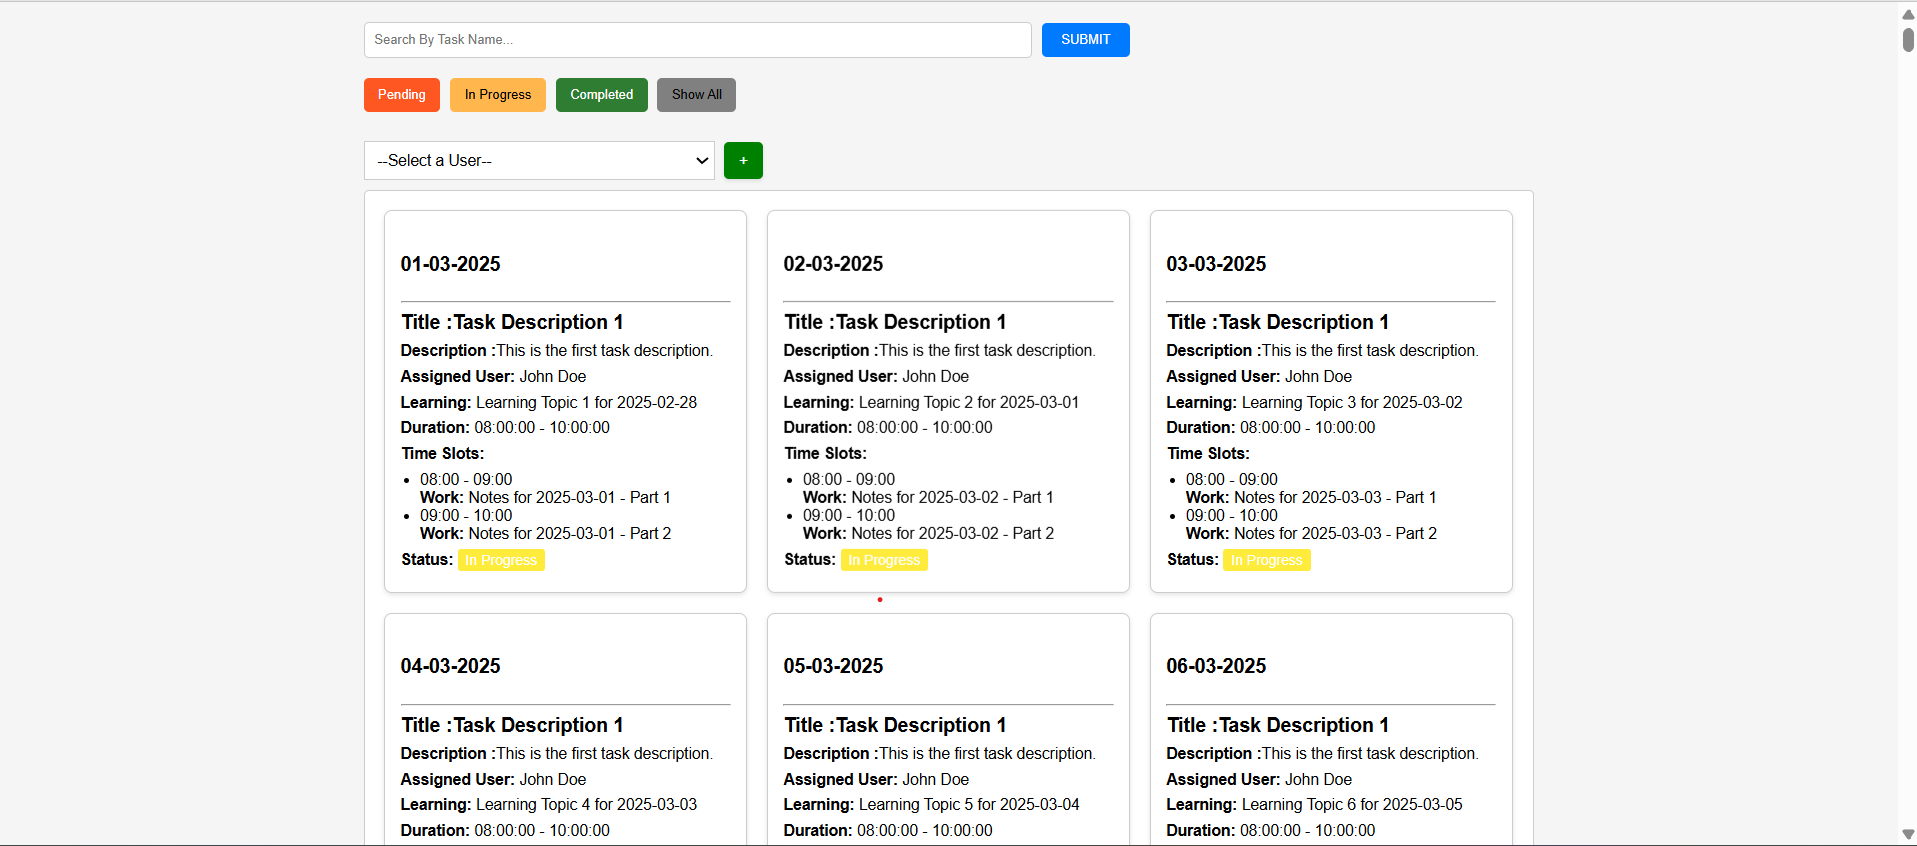 Search By Task Name...
SUBMIT
Pending
In Progress
Completed
Show All
--Select a User--
+
01-03-2025
Title :Task Description 1
Description :This is the first task description.
Assigned User: John Doe
Learning: Learning Topic 1 for 2025-02-28
Duration: 08:00:00 - 10:00:00
Time Slots:
08:00 - 09:00
Work: Notes for 2025-03-01 - Part 1
09:00 - 10:00
Work: Notes for 2025-03-01 - Part 2
Status: In Progress
02-03-2025
Title :Task Description 1
Description :This is the first task description.
Assigned User: John Doe
Learning: Learning Topic 2 for 2025-03-01
Duration: 08:00:00 - 10:00:00
Time Slots:
08:00 - 09:00
Work: Notes for 2025-03-02 - Part 1
09:00 - 10:00
Work: Notes for 2025-03-02 - Part 2
Status: In Progress
03-03-2025
Title :Task Description 1
Description :This is the first task description.
Assigned User: John Doe
Learning: Learning Topic 3 for 2025-03-02
Duration: 08:00:00 - 10:00:00
Time Slots:
08:00 - 09:00
Work: Notes for 2025-03-03 - Part 1
09:00 - 10:00
Work: Notes for 2025-03-03 - Part 2
Status: In Progress
04-03-2025
Title :Task Description 1
Description :This is the first task description.
Assigned User: John Doe
Learning: Learning Topic 4 for 2025-03-03
Duration: 08:00:00 - 10:00:00
05-03-2025
Title :Task Description 1
Description :This is the first task description.
Assigned User: John Doe
Learning: Learning Topic 5 for 2025-03-04
Duration: 08:00:00 - 10:00:00
06-03-2025
Title :Task Description 1
Description :This is the first task description.
Assigned User: John Doe
Learning: Learning Topic 6 for 2025-03-05
Duration: 08:00:00 - 10:00:00